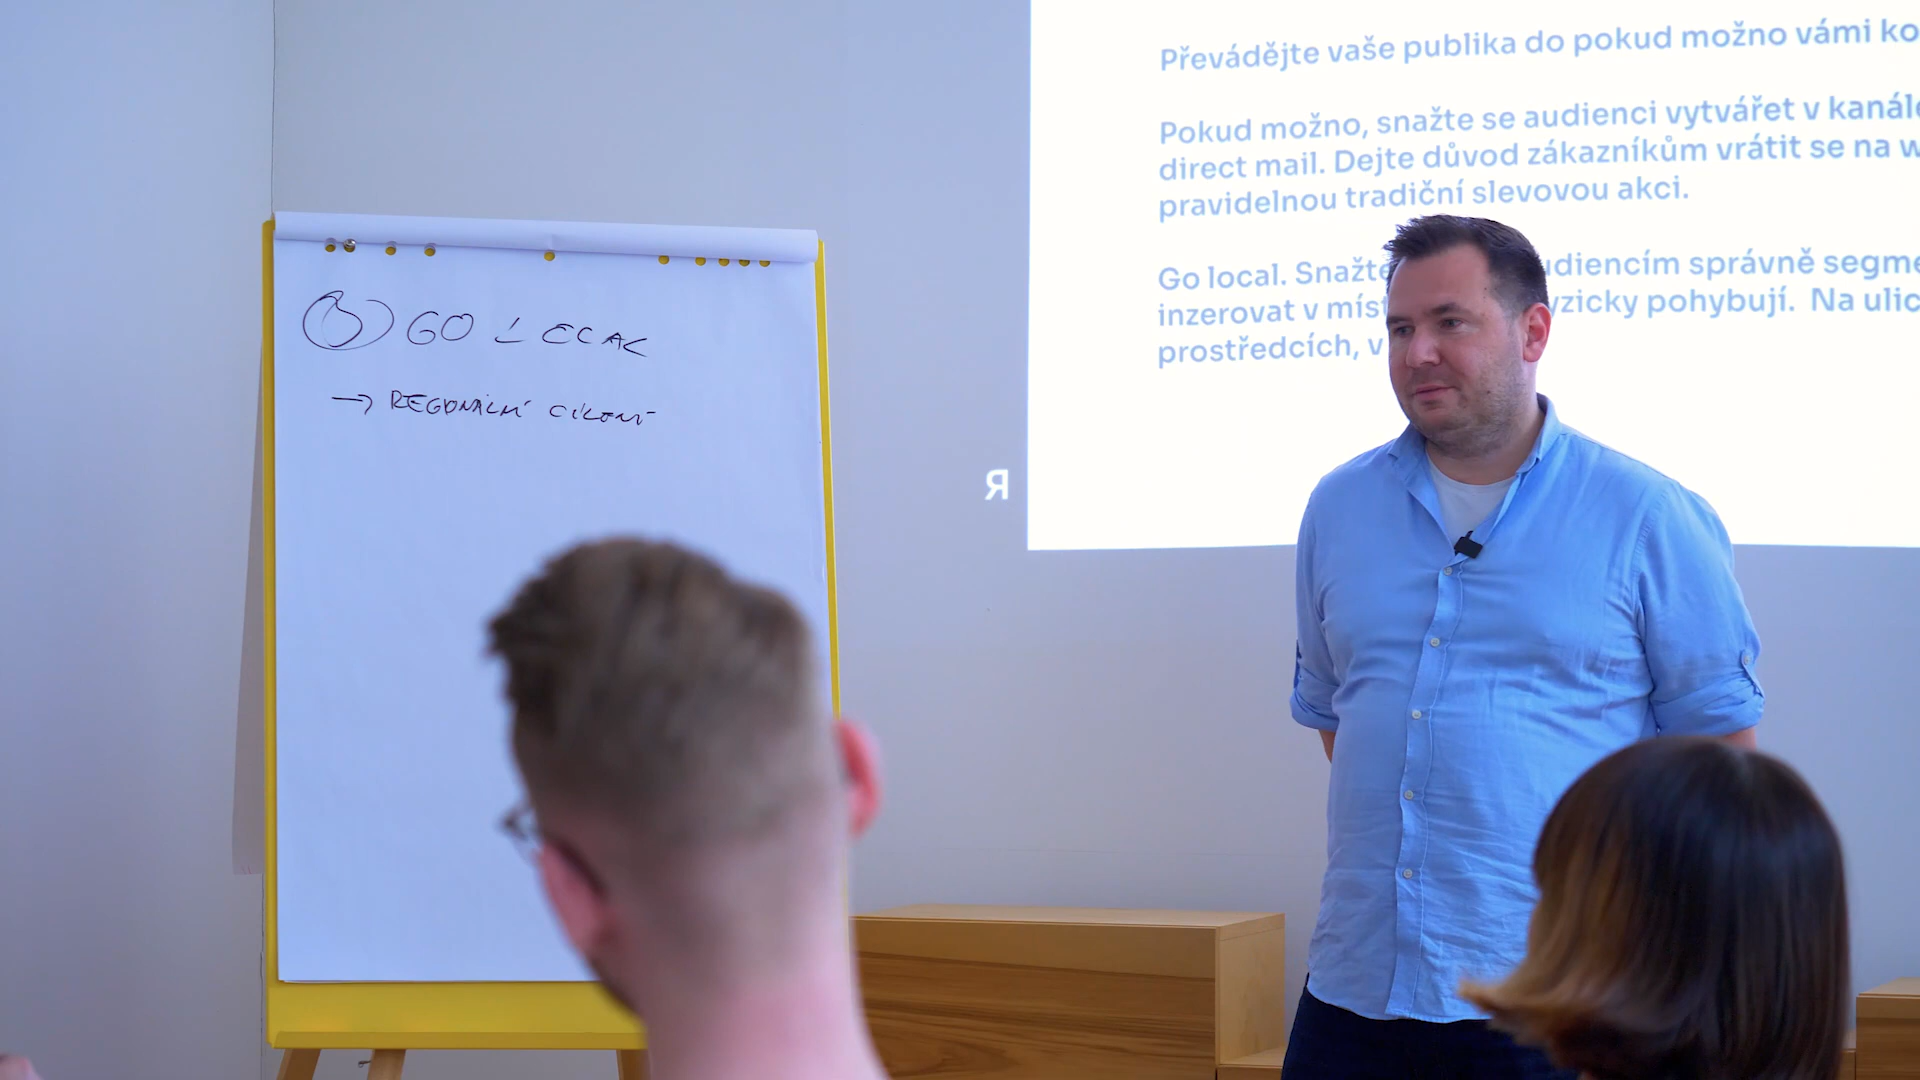 GO LOCAL
→ REGIONÁLNÍ CÍLENÍ
Převádějte vaše publika do pokud možno vámi ko
Pokud možno, snažte se audienci vytvářet v kanále
direct mail. Dejte důvod zákazníkům vrátit se na w
pravidelnou tradiční slevovou akci.
Go local. Snažte udiencím správně segme
inzerovat v míst yzicky pohybují. Na ulic
prostředcích, v
R